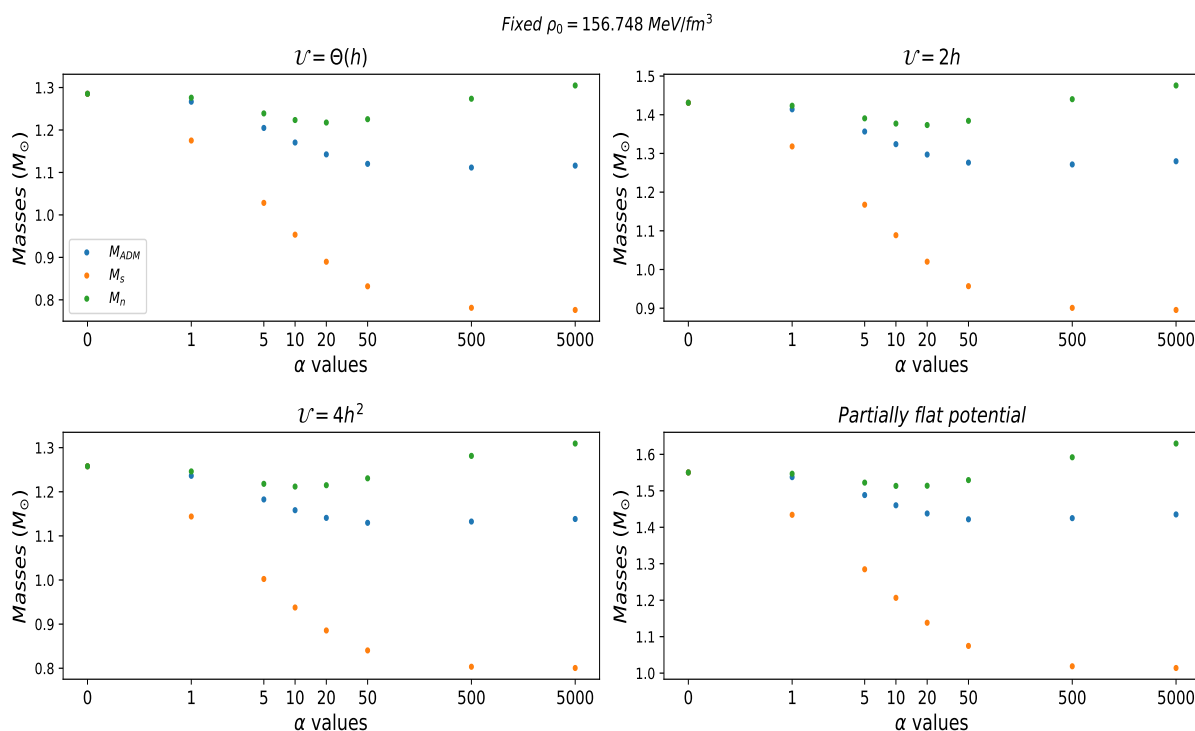 Fixed ρ₀ = 156.748 MeV/fm³
𝒰 = Θ(h)
Masses (M⊙)
1.3
1.2
1.1
1.0
0.9
0.8
M_ADM
M_s
M_n
0 1 5 10 20 50 500 5000
α values
𝒰 = 2h
Masses (M⊙)
1.5
1.4
1.3
1.2
1.1
1.0
0.9
0 1 5 10 20 50 500 5000
α values
𝒰 = 4h²
Masses (M⊙)
1.3
1.2
1.1
1.0
0.9
0.8
0 1 5 10 20 50 500 5000
α values
Partially flat potential
Masses (M⊙)
1.6
1.5
1.4
1.3
1.2
1.1
1.0
0 1 5 10 20 50 500 5000
α values